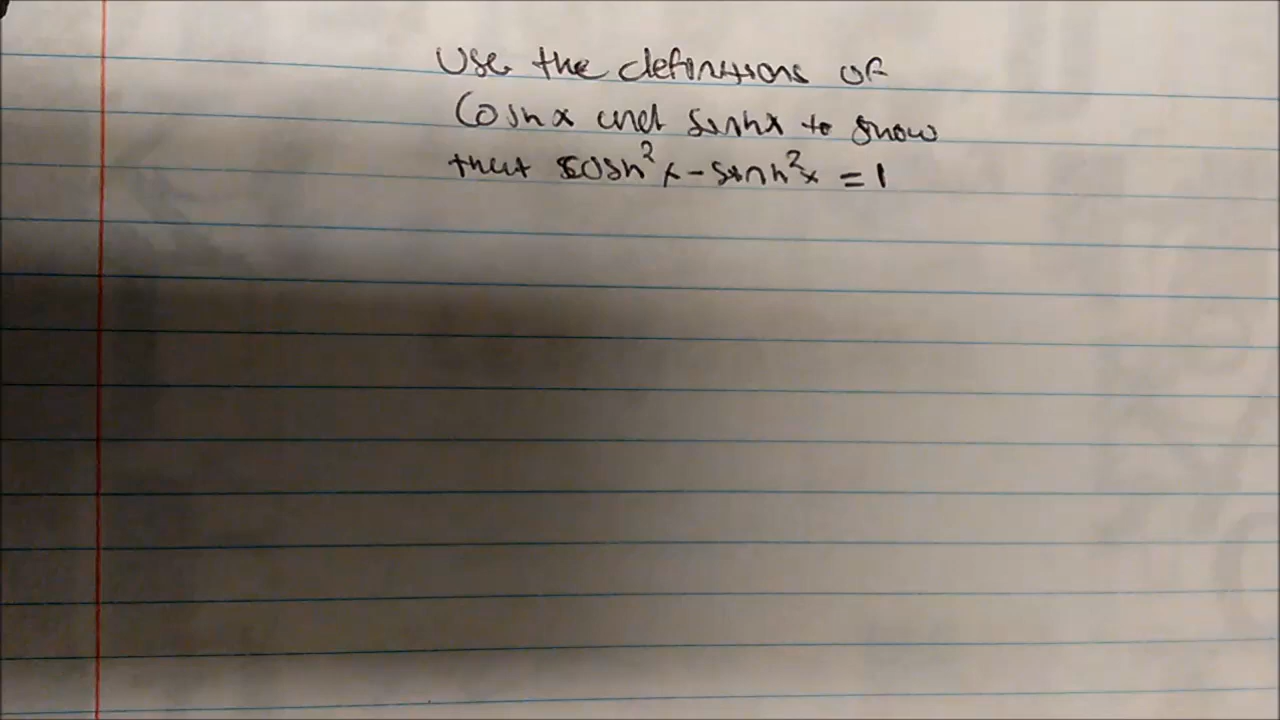 Use the definitions of
Coshx and sinhx to show
that cosh²x-sinh²x = 1